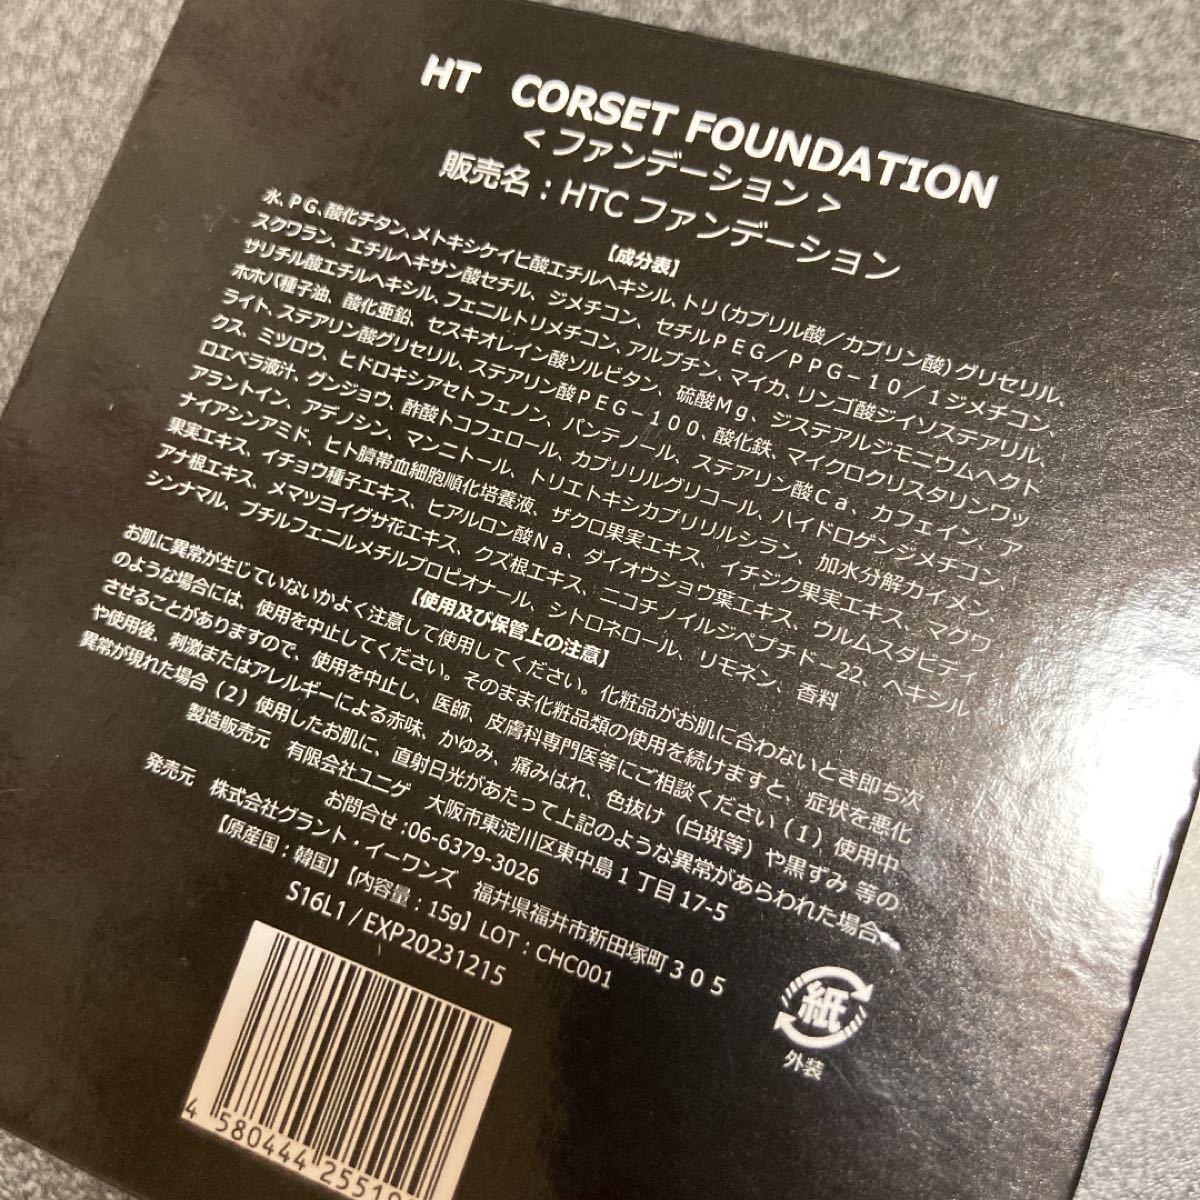 HT CORSET FOUNDATION
<ファンデーション>
販売名：HTCファンデーション
【成分表】
水、PG、酸化チタン、メトキシケイヒ酸エチルヘキシル、トリ（カプリル酸／カプリン酸）グリセリル、
スクワラン、エチルヘキサン酸セチル、ジメチコン、セチルPEG／PPG－10／1ジメチコン、
サリチル酸エチルヘキシル、フェニルトリメチコン、アルブチン、マイカ、リンゴ酸ジイソステアリル、
ホホバ種子油、酸化亜鉛、セスキオレイン酸ソルビタン、硫酸Mg、ジステアルジモニウムヘクト
ライト、ステアリン酸グリセリル、ステアリン酸PEG－100、酸化鉄、マイクロクリスタリンワッ
クス、ミツロウ、ヒドロキシアセトフェノン、パンテノール、ステアリン酸Ca、カフェイン、ア
ロエベラ液汁、グンジョウ、酢酸トコフェロール、カプリリルグリコール、ハイドロゲンジメチコン、
アラントイン、アデノシン、マンニトール、トリエトキシカプリリルシラン、加水分解カイメン、
ナイアシンアミド、ヒト臍帯血細胞順化培養液、ザクロ果実エキス、イチジク果実エキス、マグワ
果実エキス、イチョウ種子エキス、ヒアルロン酸Na、ダイオウショウ葉エキス、ウルムスダビディ
アナ根エキス、メマツヨイグサ花エキス、クズ根エキス、ニコチノイルジペプチド－22、ヘキシル
シンナマル、ブチルフェニルメチルプロピオナール、シトロネロール、リモネン、香料
【使用及び保管上の注意】
お肌に異常が生じていないかよく注意して使用してください。化粧品がお肌に合わないとき即ち次
のような場合には、使用を中止してください。そのまま化粧品類の使用を続けますと、症状を悪化
させることがありますので、使用を中止し、医師、皮膚科専門医等にご相談ください（1）使用中
や使用後、刺激またはアレルギーによる赤味、かゆみ、痛みはれ、色抜け（白斑等）や黒ずみ 等の
異常が現れた場合（2）使用したお肌に、直射日光があたって上記のような異常があらわれた場合
製造販売元 有限会社ユニゲ 大阪市東淀川区東中島1丁目17-5
お問合せ:06-6379-3026
発売元 株式会社グラント・イーワンズ 福井県福井市新田塚町305
【原産国：韓国】【内容量：15g】LOT：CHC001
S16L1 / EXP20231215
紙
外装
4 580444 25519